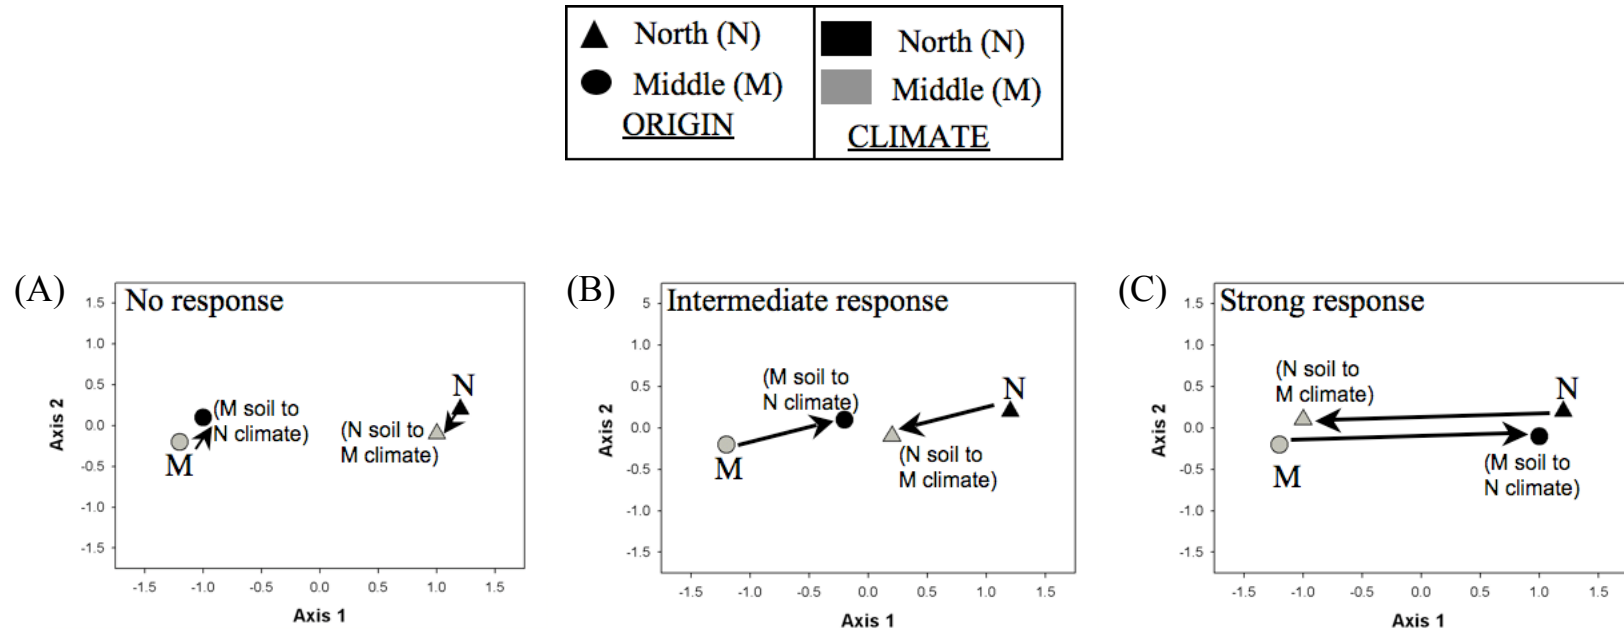 North (N)
Middle (M)
ORIGIN
North (N)
Middle (M)
CLIMATE
(A)
No response
1.5
1.0
0.5
0.0
-0.5
-1.0
-1.5
Axis 2
N
(M soil to
N climate)
(N soil to
M climate)
M
-1.5 -1.0 -0.5 0.0 0.5 1.0 1.5
Axis 1
(B)
Intermediate response
5
1.0
0.5
0.0
-0.5
-1.0
-1.5
Axis 2
(M soil to
N climate)
N
M
(N soil to
M climate)
-1.5 -1.0 -0.5 0.0 0.5 1.0 1.5
Axis 1
(C)
Strong response
1.5
1.0
0.5
0.0
-0.5
-1.0
-1.5
Axis 2
(N soil to
M climate)
N
M
(M soil to
N climate)
-1.5 -1.0 -0.5 0.0 0.5 1.0 1.5
Axis 1